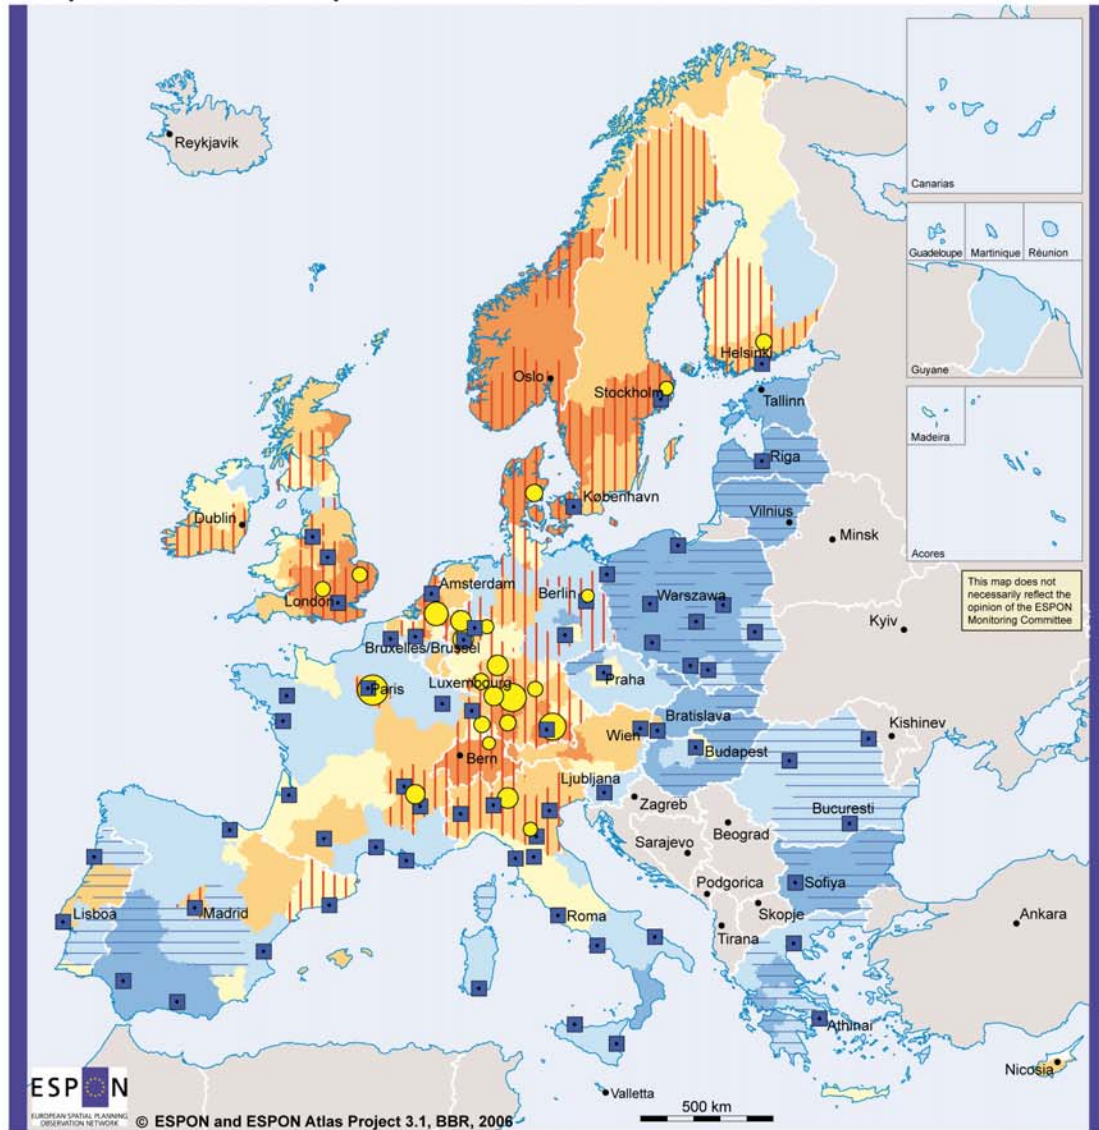 Reykjavik
Canarias
Guadeloupe
Martinique
Réunion
Guyane
Madeira
Acores
This map does not
necessarily reflect the
opinion of the ESPON
Monitoring Committee
Helsinki
Oslo
Stockholm
Tallinn
Riga
København
Vilnius
Dublin
Minsk
Amsterdam
Berlin
Warszawa
London
Kyiv
Bruxelles/Brussel
Praha
Luxembourg
Paris
Bratislava
Kishinev
Wien
Budapest
Bern
Ljubljana
Zagreb
Bucuresti
Beograd
Sarajevo
Podgorica
Sofiya
Skopje
Madrid
Lisboa
Roma
Tirana
Ankara
Athinai
Nicosia
Valletta
ESPON
EUROPEAN SPATIAL PLANNING
OBSERVATION NETWORK
© ESPON and ESPON Atlas Project 3.1, BBR, 2006
500 km